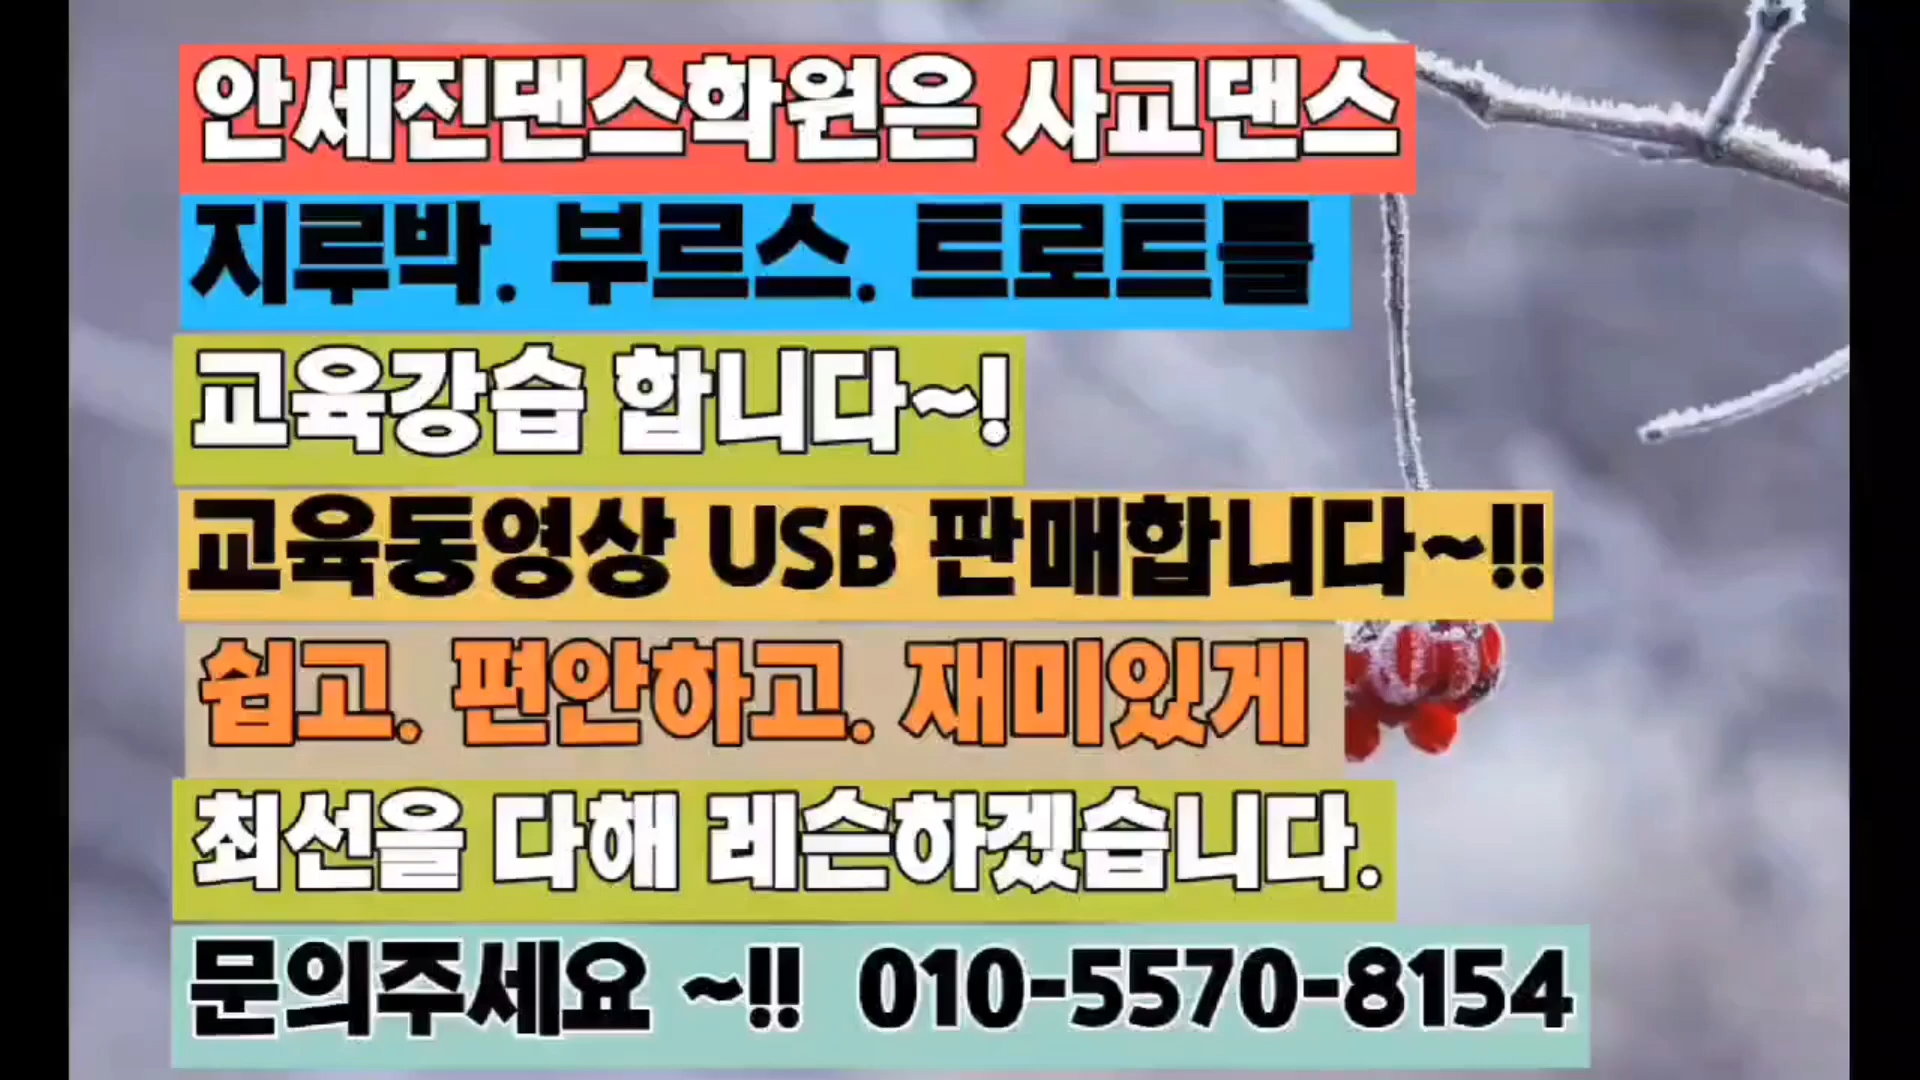 안세진댄스학원은 사교댄스
지루박. 부르스. 트로트를
교육강습 합니다~!
교육동영상 USB 판매합니다~!!
쉽고. 편안하고. 재미있게
최선을 다해 레슨하겠습니다.
문의주세요 ~!! 010-5570-8154